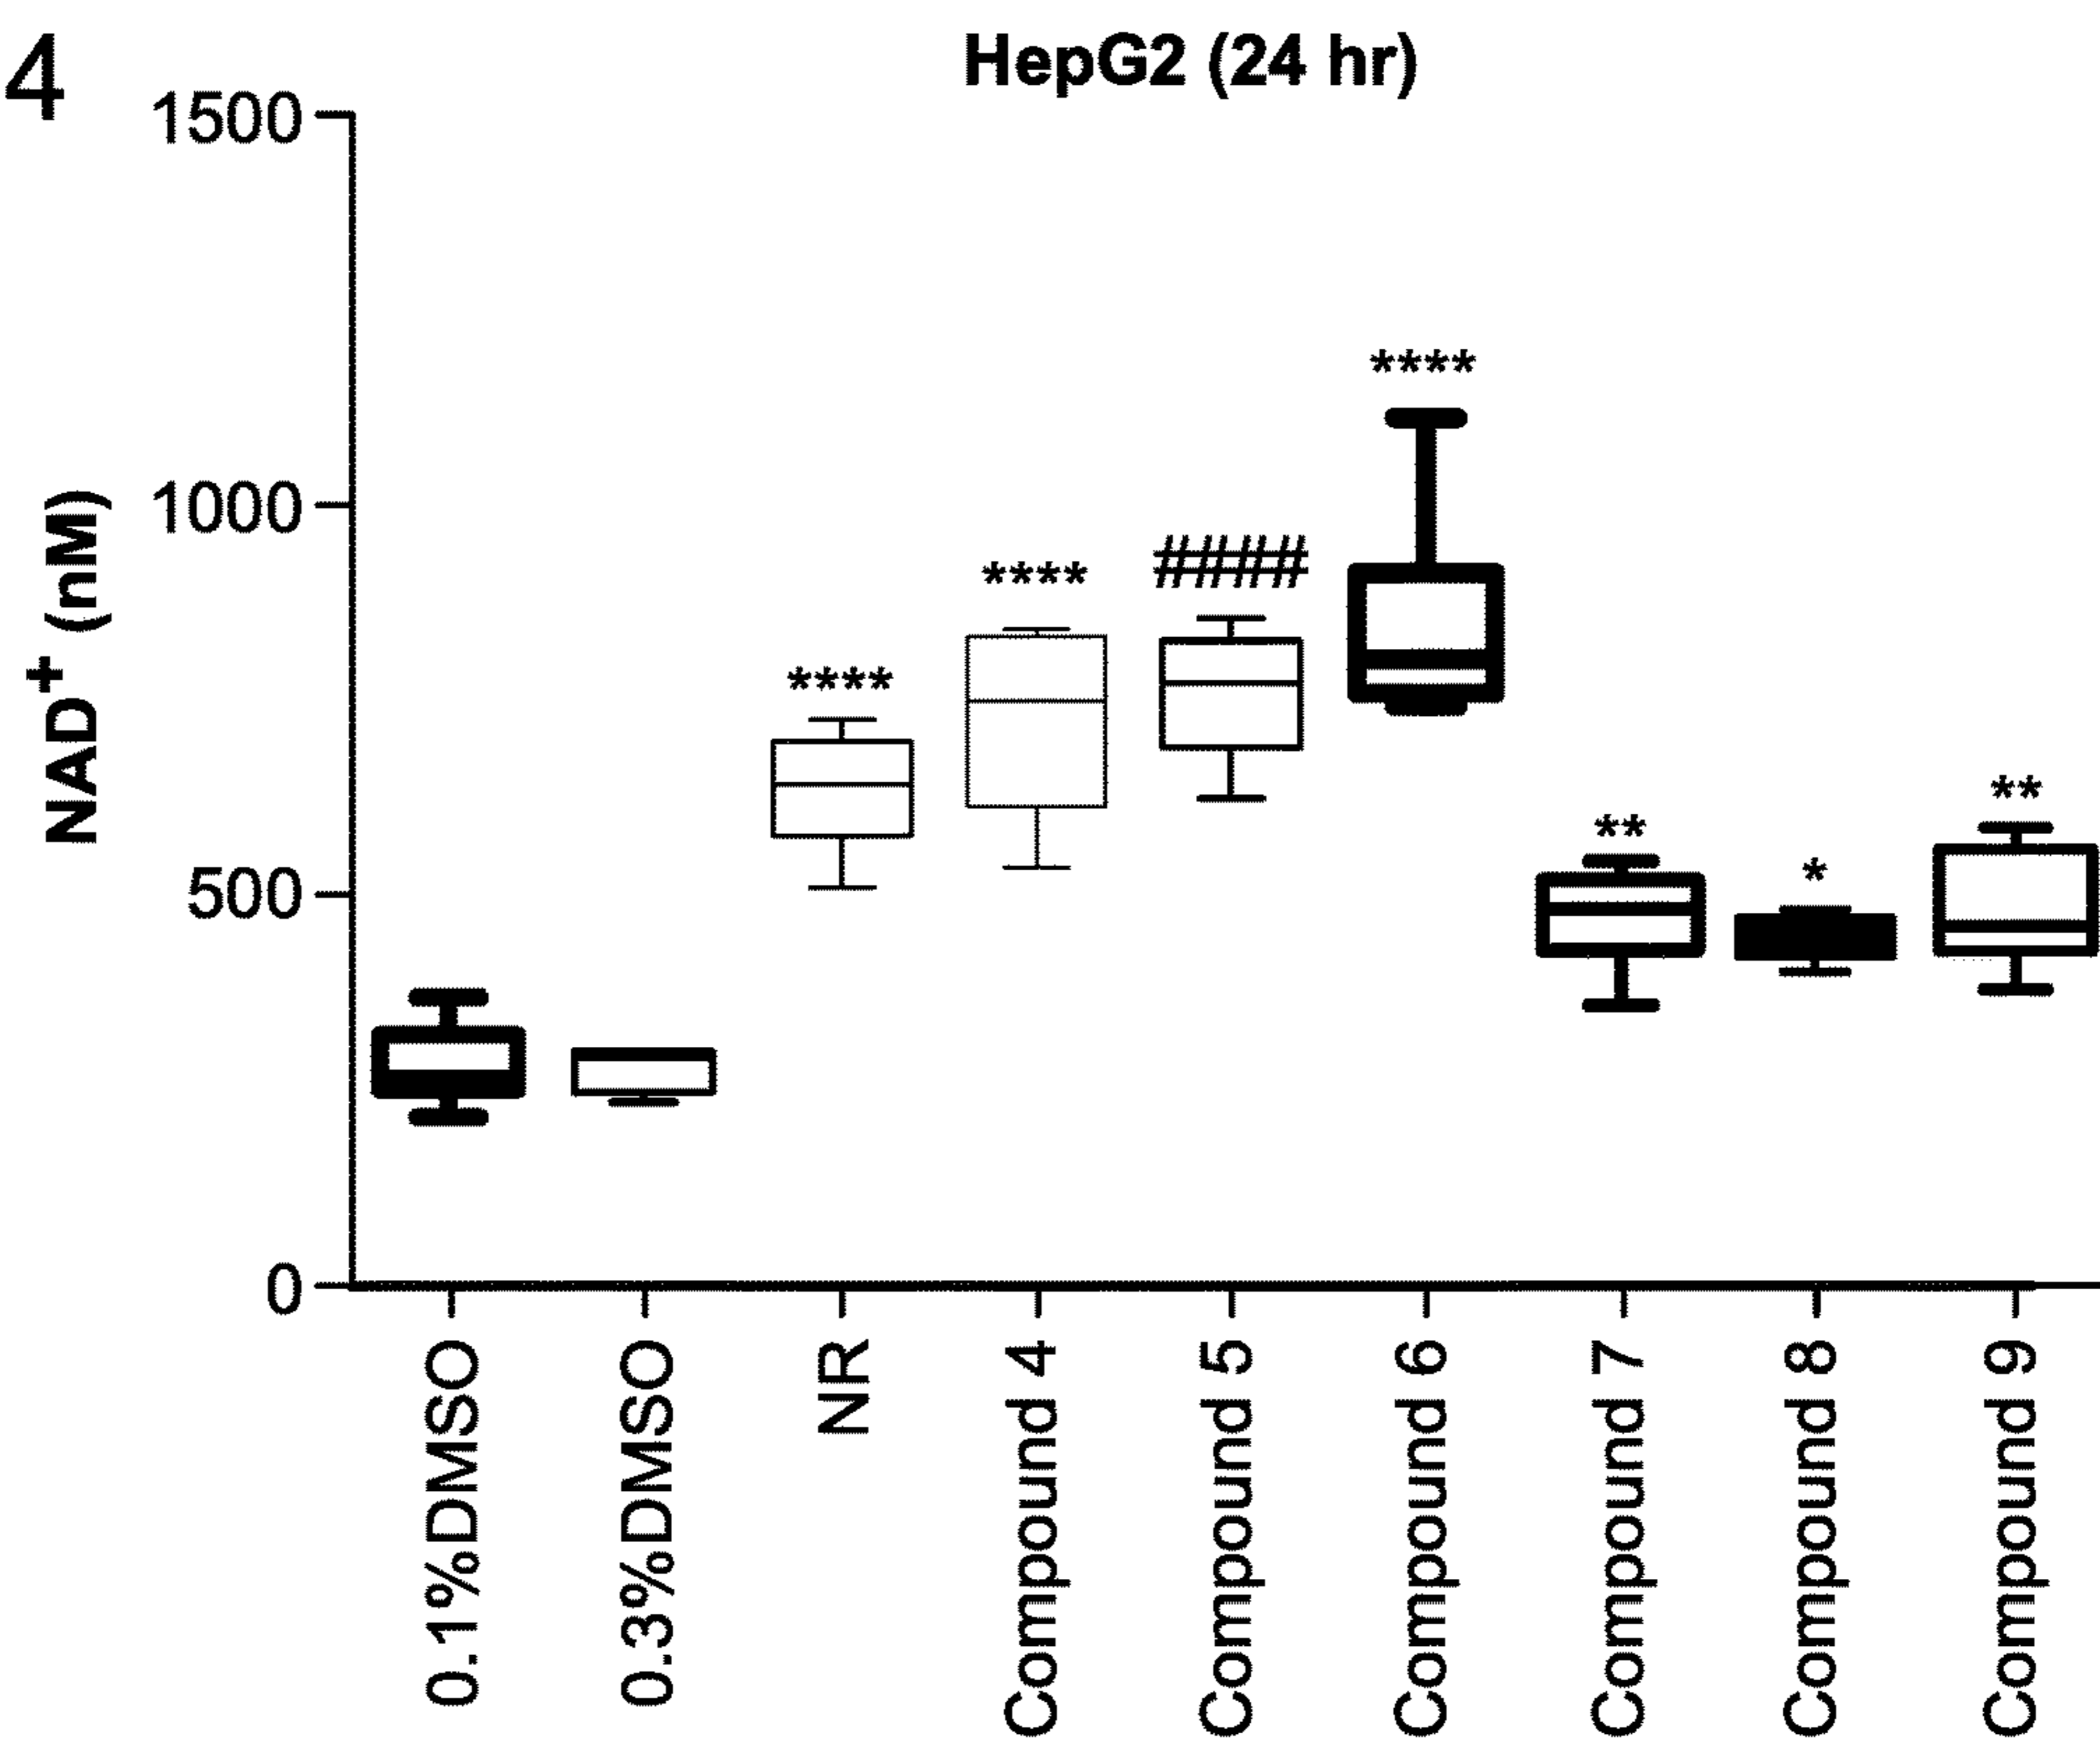 4
HepG2 (24 hr)
1500
1000
500
0
NAD+ (nM)
****
****
####
****
**
*
**
0.1%DMSO
0.3%DMSO
NR
Compound 4
Compound 5
Compound 6
Compound 7
Compound 8
Compound 9